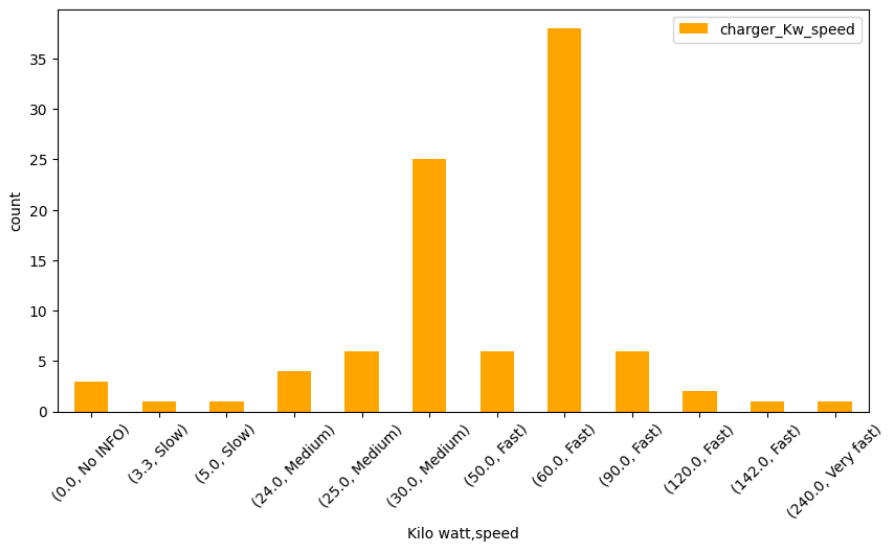 charger_Kw_speed
count
35
30
25
20
15
10
5
0
(0.0, No INFO)
(3.3, Slow)
(5.0, Slow)
(24.0, Medium)
(25.0, Medium)
(30.0, Medium)
(50.0, Fast)
(60.0, Fast)
(90.0, Fast)
(120.0, Fast)
(142.0, Fast)
(240.0, Very fast)
Kilo watt,speed